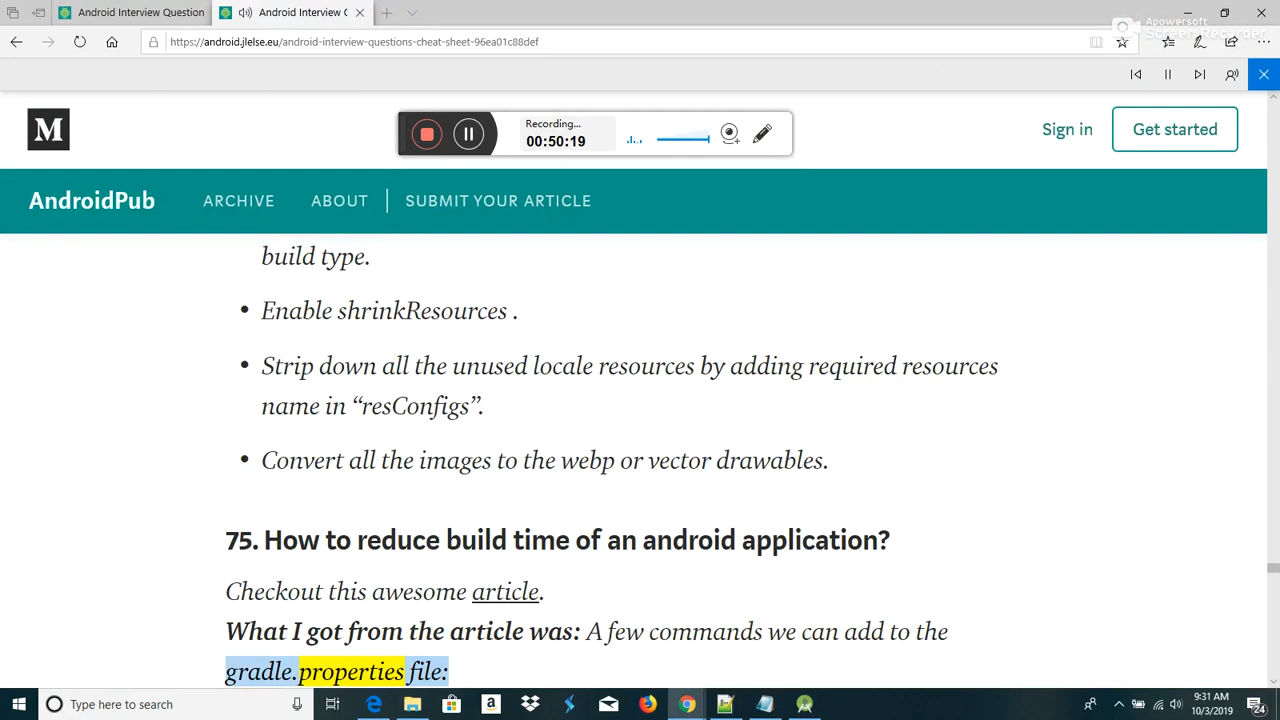 Android Interview Question
Android Interview C
https://android.jlelse.eu/android-interview-questions-cheat-sheet-96ea01c88def
Apowersoft
Screen Recorder
M
Recording...
00:50:19
Sign in
Get started
AndroidPub
ARCHIVE
ABOUT
SUBMIT YOUR ARTICLE
build type.
• Enable shrinkResources .
• Strip down all the unused locale resources by adding required resources
name in “resConfigs”.
• Convert all the images to the webp or vector drawables.
75. How to reduce build time of an android application?
Checkout this awesome article.
What I got from the article was: A few commands we can add to the
gradle.properties file:
Type here to search
9:31 AM
10/3/2019
24